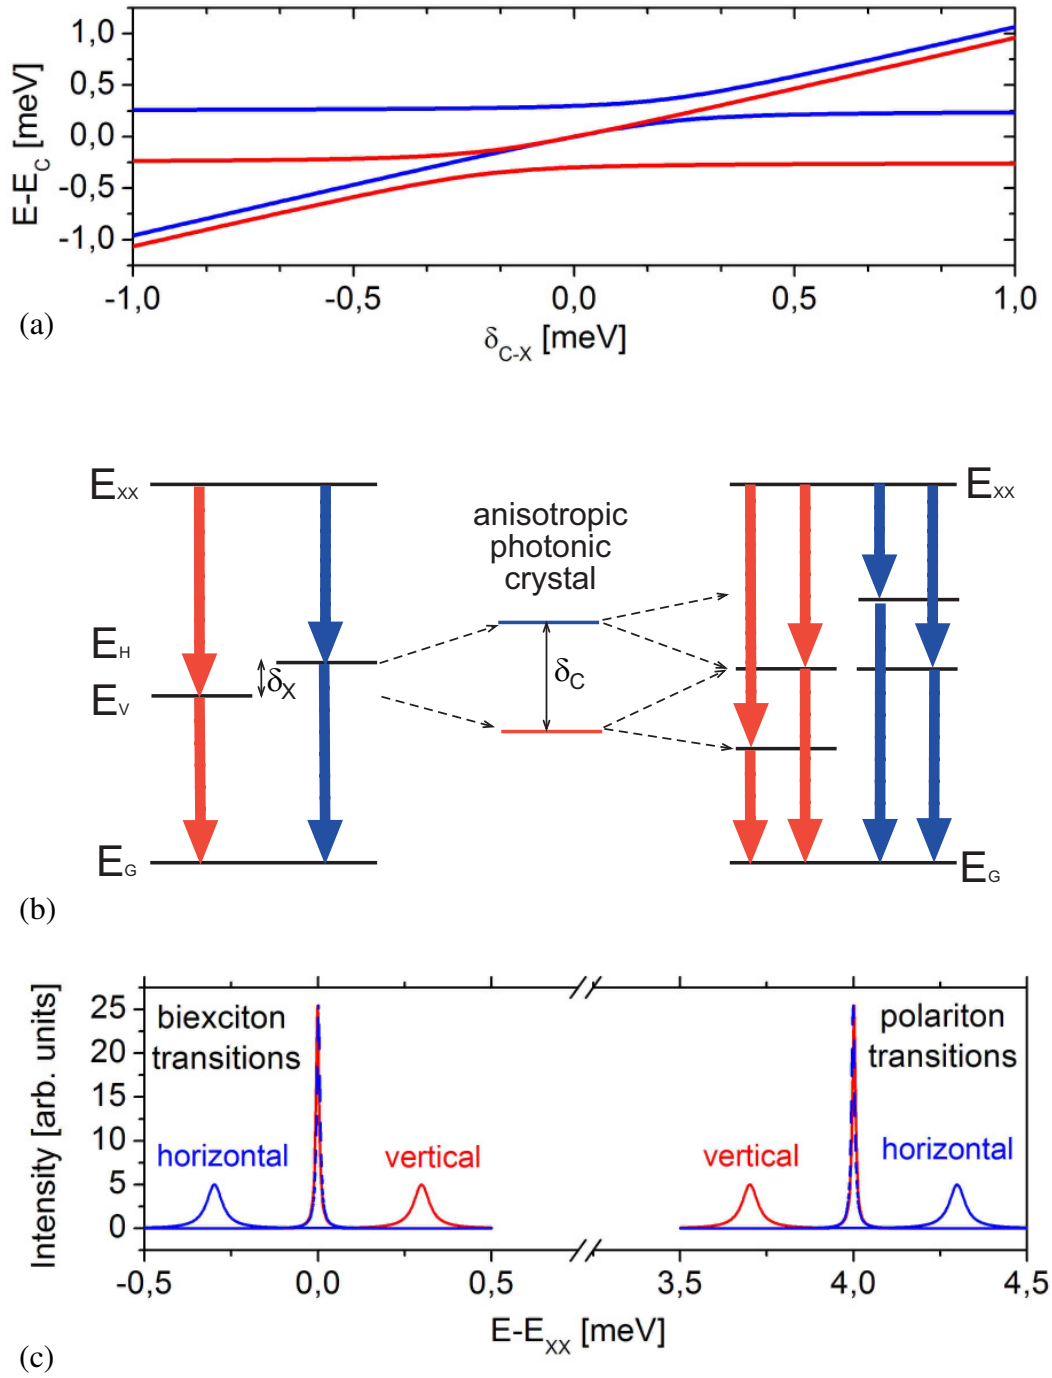 1,0
0,5
0,0
-0,5
-1,0
E-E_C [meV]
-1,0 -0,5 0,0 0,5 1,0
δ_C-X [meV]
(a)
E_XX
E_XX
anisotropic
photonic
crystal
E_H
δ_X
δ_C
E_V
E_G
E_G
(b)
25
20
15
10
5
0
Intensity [arb. units]
biexciton
transitions
polariton
transitions
horizontal
vertical
vertical
horizontal
-0,5 0,0 0,5 3,5 4,0 4,5
E-E_XX [meV]
(c)